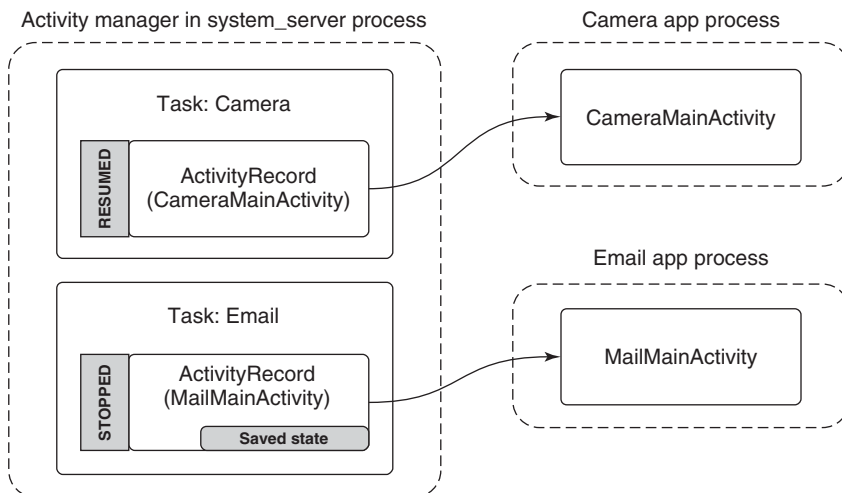 Activity manager in system_server process
Camera app process
Task: Camera
RESUMED
ActivityRecord
(CameraMainActivity)
CameraMainActivity
Email app process
Task: Email
STOPPED
ActivityRecord
(MailMainActivity)
Saved state
MailMainActivity